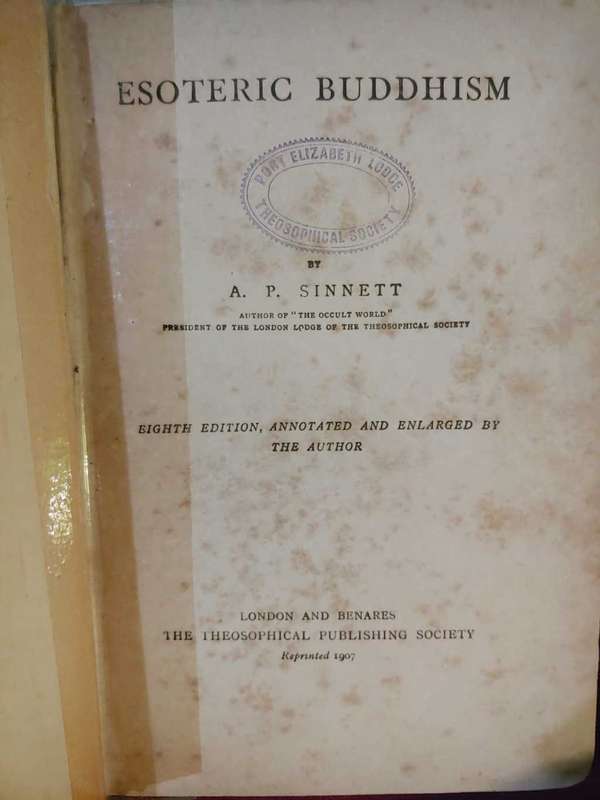 ESOTERIC BUDDHISM
PORT ELIZABETH LODGE
THEOSOPHICAL SOCIETY
BY
A. P. SINNETT
AUTHOR OF "THE OCCULT WORLD"
PRESIDENT OF THE LONDON LODGE OF THE THEOSOPHICAL SOCIETY
EIGHTH EDITION, ANNOTATED AND ENLARGED BY
THE AUTHOR
LONDON AND BENARES
THE THEOSOPHICAL PUBLISHING SOCIETY
Reprinted 1907